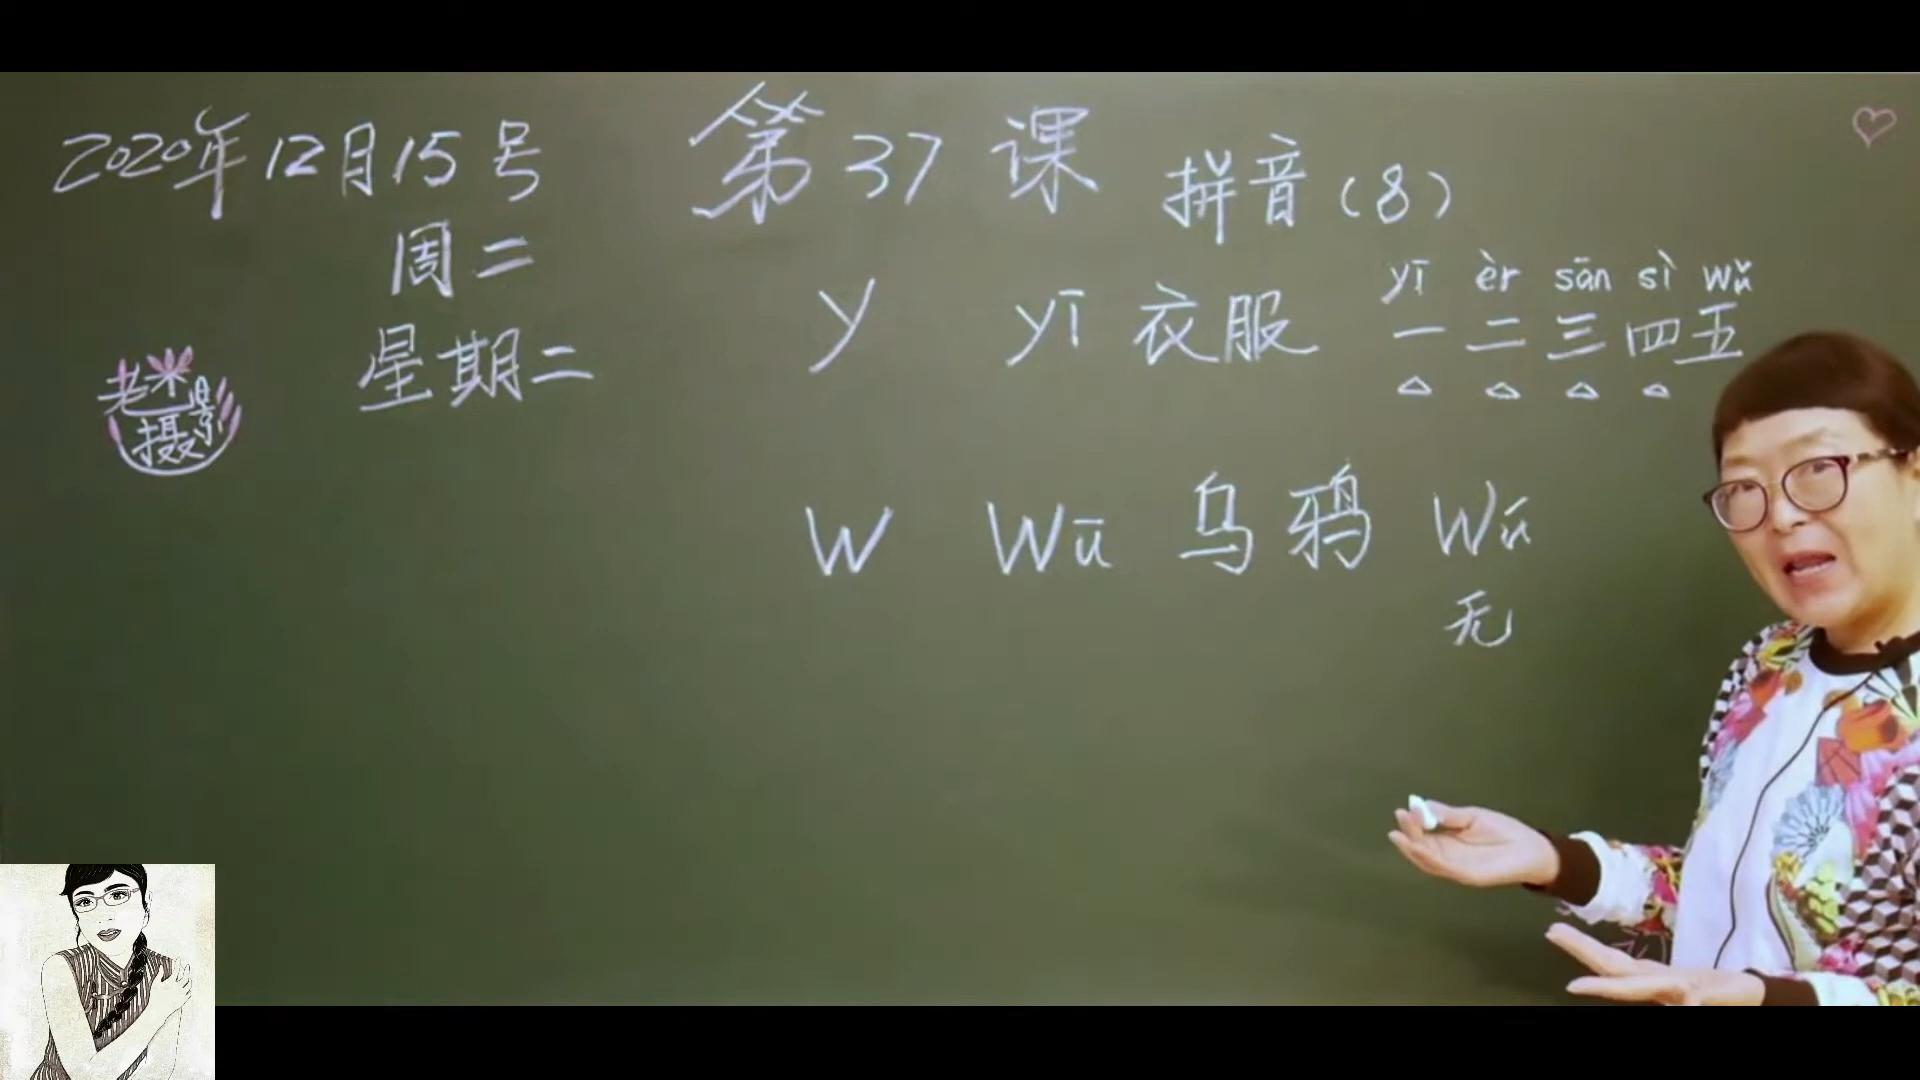 2020年12月15号
周二
星期二
老米
摄影
第37课 拼音(8)
yī èr sān sì wǔ
y yī 衣服 一二三四五
w wū 乌鸦 wú
无